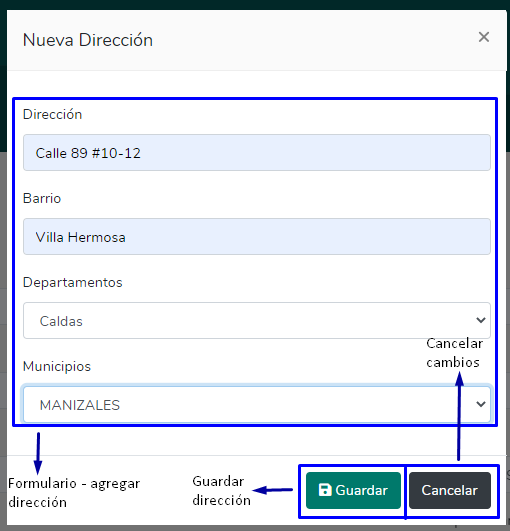 Nueva Dirección
×
Dirección
Calle 89 #10-12
Barrio
Villa Hermosa
Departamentos
Caldas
Cancelar
cambios
Municipios
MANIZALES
Formulario - agregar
dirección
Guardar
dirección
Guardar
Cancelar